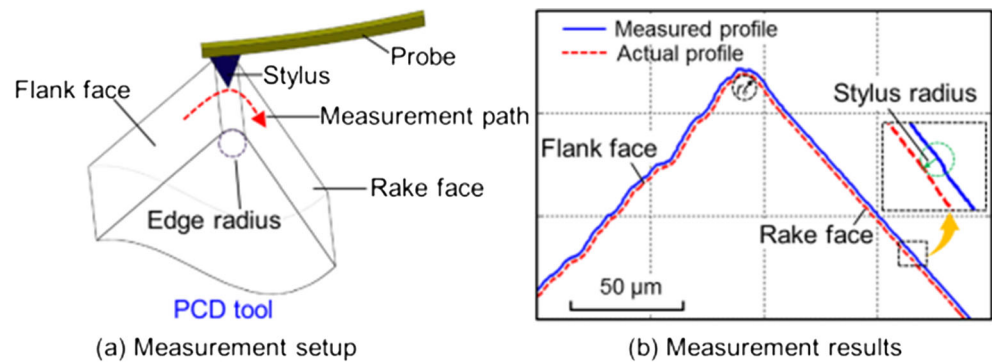 Probe
Stylus
Flank face
Measurement path
Rake face
Edge radius
PCD tool
(a) Measurement setup
Measured profile
Actual profile
Stylus radius
Flank face
Rake face
50 μm
(b) Measurement results